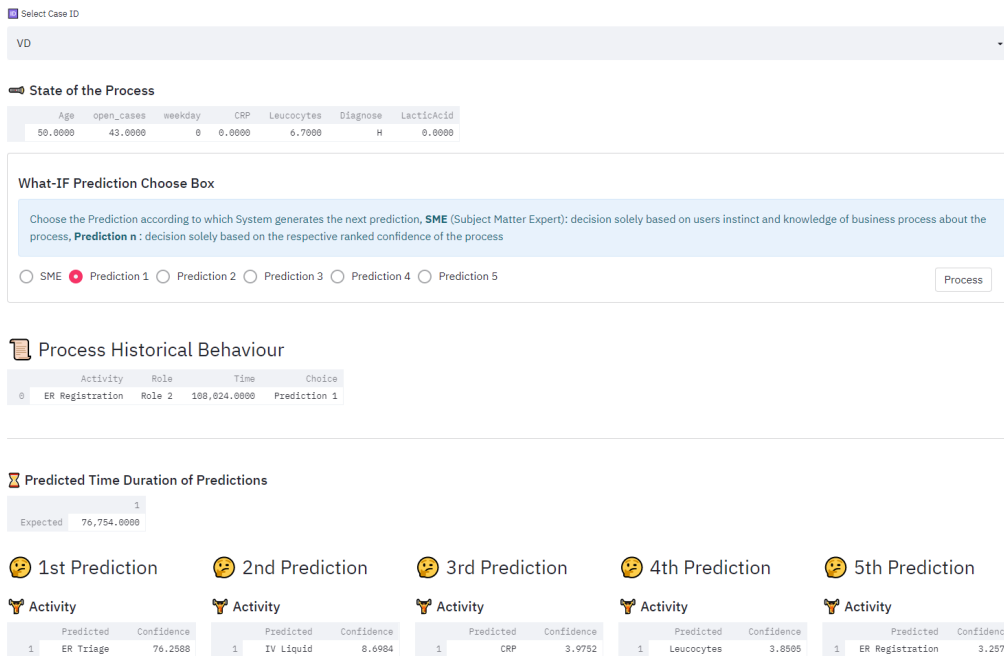 ID Select Case ID
VD
State of the Process
Age open_cases weekday CRP Leucocytes Diagnose LacticAcid
50.0000 43.0000 0 0.0000 6.7000 H 0.0000
What-IF Prediction Choose Box
Choose the Prediction according to which System generates the next prediction, SME (Subject Matter Expert): decision solely based on users instinct and knowledge of business process about the
process, Prediction n : decision solely based on the respective ranked confidence of the process
SME Prediction 1 Prediction 2 Prediction 3 Prediction 4 Prediction 5 Process
Process Historical Behaviour
Activity Role Time Choice
0 ER Registration Role 2 108,024.0000 Prediction 1
Predicted Time Duration of Predictions
1
Expected 76,754.0000
1st Prediction 2nd Prediction 3rd Prediction 4th Prediction 5th Prediction
Activity Activity Activity Activity Activity
Predicted Confidence Predicted Confidence Predicted Confidence Predicted Confidence Predicted Confidenc
1 ER Triage 76.2588 1 IV Liquid 8.6984 1 CRP 3.9752 1 Leucocytes 3.8505 1 ER Registration 3.257